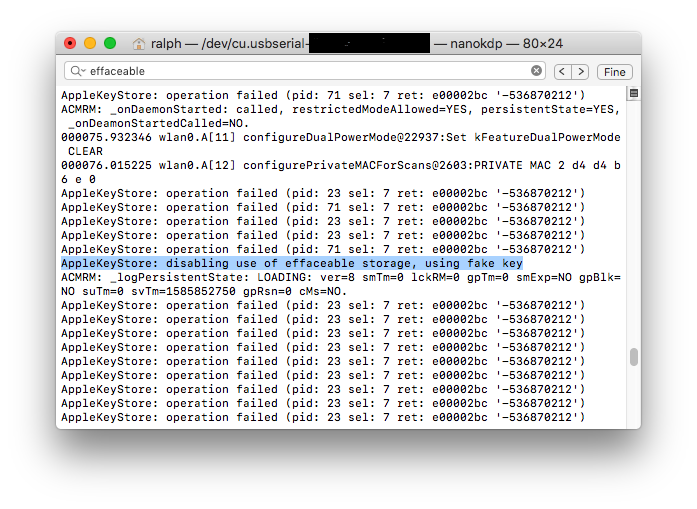 ralph — /dev/cu.usbserial- — nanokdp — 80×24
effaceable
< > Fine
AppleKeyStore: operation failed (pid: 71 sel: 7 ret: e00002bc '-536870212')
ACMRM: _onDaemonStarted: called, restrictedModeAllowed=YES, persistentState=YES,
_onDeamonStartedCalled=NO.
000075.932346 wlan0.A[11] configureDualPowerMode@22937:Set kFeatureDualPowerMode
CLEAR
000076.015225 wlan0.A[12] configurePrivateMACForScans@2603:PRIVATE MAC 2 d4 d4 b
6 e 0
AppleKeyStore: operation failed (pid: 23 sel: 7 ret: e00002bc '-536870212')
AppleKeyStore: operation failed (pid: 71 sel: 7 ret: e00002bc '-536870212')
AppleKeyStore: operation failed (pid: 23 sel: 7 ret: e00002bc '-536870212')
AppleKeyStore: operation failed (pid: 23 sel: 7 ret: e00002bc '-536870212')
AppleKeyStore: operation failed (pid: 71 sel: 7 ret: e00002bc '-536870212')
AppleKeyStore: disabling use of effaceable storage, using fake key
ACMRM: _logPersistentState: LOADING: ver=8 smTm=0 lckRM=0 gpTm=0 smExp=NO gpBlk=
NO suTm=0 svTm=1585852750 gpRsn=0 cMs=NO.
AppleKeyStore: operation failed (pid: 23 sel: 7 ret: e00002bc '-536870212')
AppleKeyStore: operation failed (pid: 23 sel: 7 ret: e00002bc '-536870212')
AppleKeyStore: operation failed (pid: 23 sel: 7 ret: e00002bc '-536870212')
AppleKeyStore: operation failed (pid: 23 sel: 7 ret: e00002bc '-536870212')
AppleKeyStore: operation failed (pid: 23 sel: 7 ret: e00002bc '-536870212')
AppleKeyStore: operation failed (pid: 23 sel: 7 ret: e00002bc '-536870212')
AppleKeyStore: operation failed (pid: 23 sel: 7 ret: e00002bc '-536870212')
AppleKeyStore: operation failed (pid: 23 sel: 7 ret: e00002bc '-536870212')
AppleKeyStore: operation failed (pid: 23 sel: 7 ret: e00002bc '-536870212')